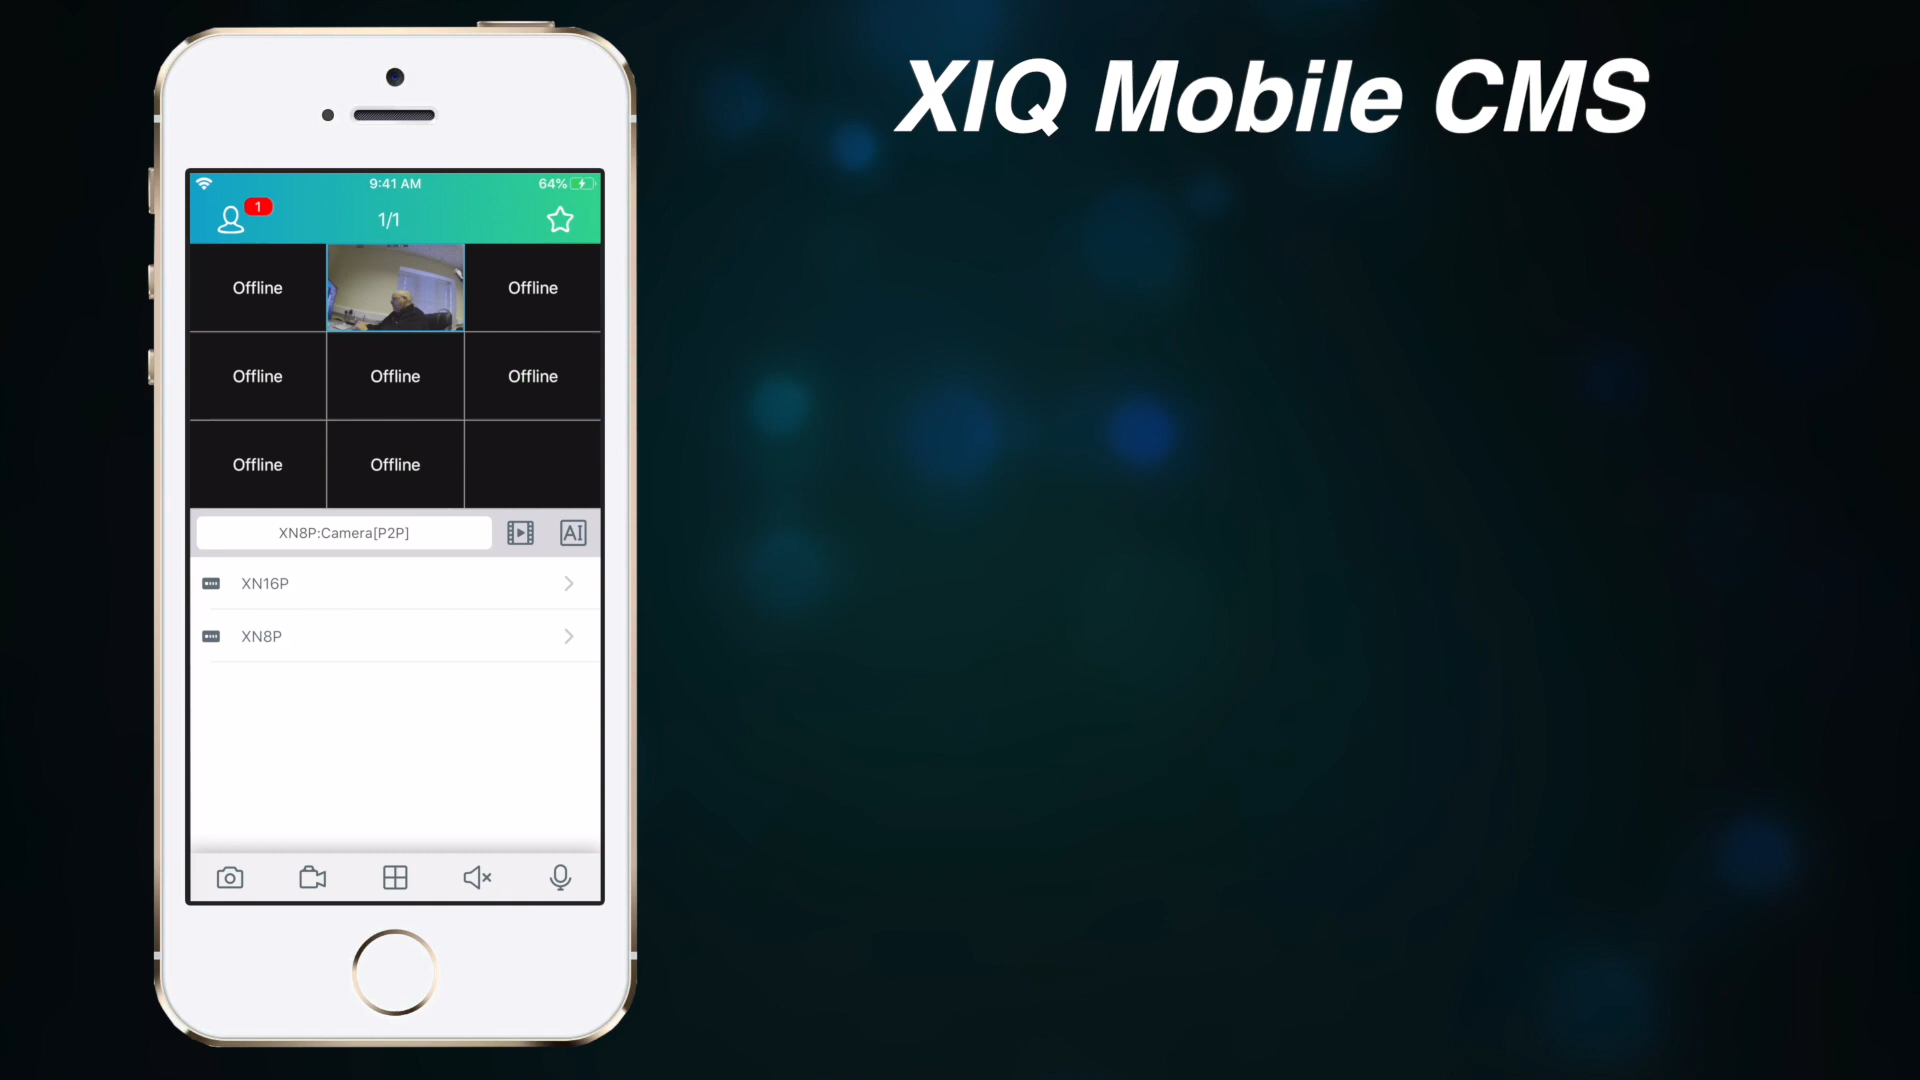 XIQ Mobile CMS
9:41 AM
64%
1
1/1
Offline
Offline
Offline
Offline
Offline
Offline
Offline
XN8P:Camera[P2P]
AI
XN16P
XN8P